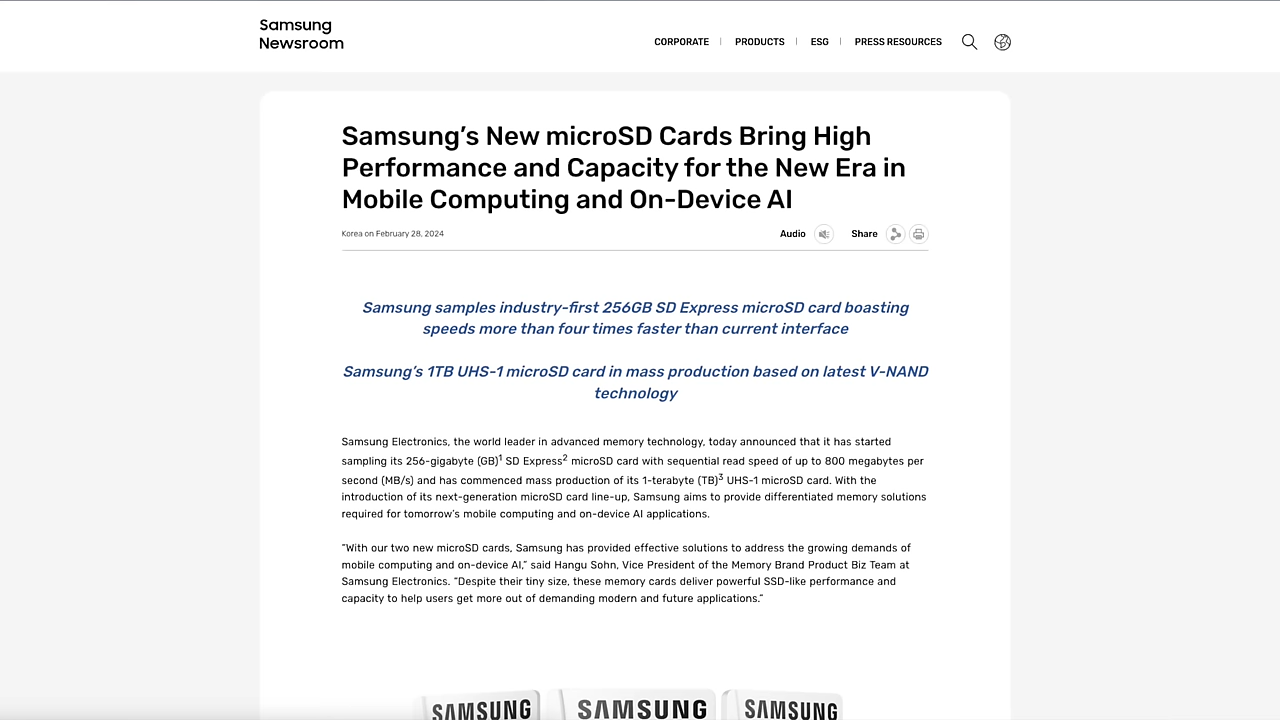 Samsung
Newsroom
CORPORATE
PRODUCTS
ESG
PRESS RESOURCES
Samsung’s New microSD Cards Bring High
Performance and Capacity for the New Era in
Mobile Computing and On-Device AI
Korea on February 28, 2024
Audio
Share
Samsung samples industry-first 256GB SD Express microSD card boasting
speeds more than four times faster than current interface
Samsung’s 1TB UHS-1 microSD card in mass production based on latest V-NAND
technology
Samsung Electronics, the world leader in advanced memory technology, today announced that it has started
sampling its 256-gigabyte (GB)1 SD Express2 microSD card with sequential read speed of up to 800 megabytes per
second (MB/s) and has commenced mass production of its 1-terabyte (TB)3 UHS-1 microSD card. With the
introduction of its next-generation microSD card line-up, Samsung aims to provide differentiated memory solutions
required for tomorrow’s mobile computing and on-device AI applications.
“With our two new microSD cards, Samsung has provided effective solutions to address the growing demands of
mobile computing and on-device AI,” said Hangu Sohn, Vice President of the Memory Brand Product Biz Team at
Samsung Electronics. “Despite their tiny size, these memory cards deliver powerful SSD-like performance and
capacity to help users get more out of demanding modern and future applications.”
SAMSUNG
SAMSUNG
SAMSUNG